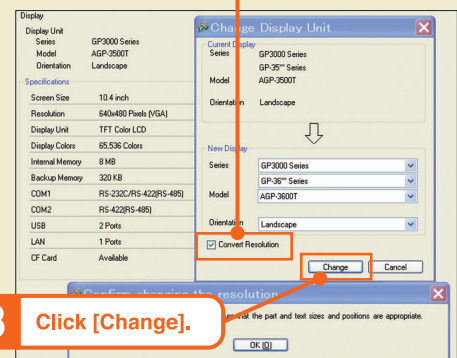 Display
Display Unit
Series GP3000 Series
Model AGP-3500T
Orientation Landscape
Specifications
Screen Size 10.4 inch
Resolution 640x480 Pixels (VGA)
Display Unit TFT Color LCD
Display Colors 65,536 Colors
Internal Memory 8 MB
Backup Memory 320 KB
COM1 RS-232C/RS-422(RS-485)
COM2 RS-422(RS-485)
USB 2 Ports
LAN 1 Ports
CF Card Available
Change Display Unit
Current Display
Series GP3000 Series
GP-35** Series
Model AGP-3500T
Orientation Landscape
New Display
Series GP3000 Series
GP-36** Series
Model AGP-3600T
Orientation Landscape
Convert Resolution
Change Cancel
Confirm changing the resolution
that the part and text sizes and positions are appropriate.
OK (O)
3 Click [Change].